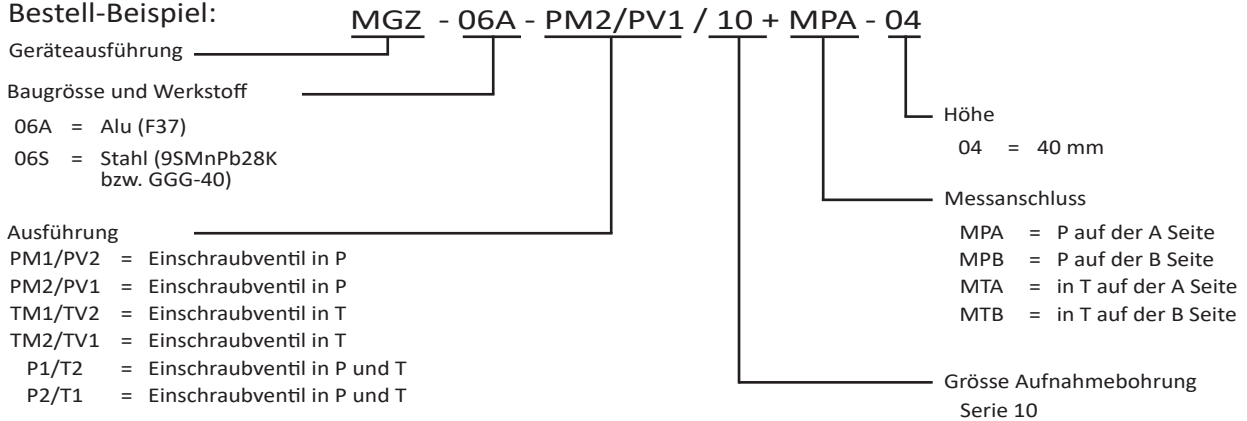 Bestell-Beispiel:
MGZ - 06A - PM2/PV1 / 10 + MPA - 04
Geräteausführung
Baugrösse und Werkstoff
06A = Alu (F37)
06S = Stahl (9SMnPb28K
bzw. GGG-40)
Ausführung
PM1/PV2 = Einschraubventil in P
PM2/PV1 = Einschraubventil in P
TM1/TV2 = Einschraubventil in T
TM2/TV1 = Einschraubventil in T
P1/T2 = Einschraubventil in P und T
P2/T1 = Einschraubventil in P und T
Höhe
04 = 40 mm
Messanschluss
MPA = P auf der A Seite
MPB = P auf der B Seite
MTA = in T auf der A Seite
MTB = in T auf der B Seite
Grösse Aufnahmebohrung
Serie 10